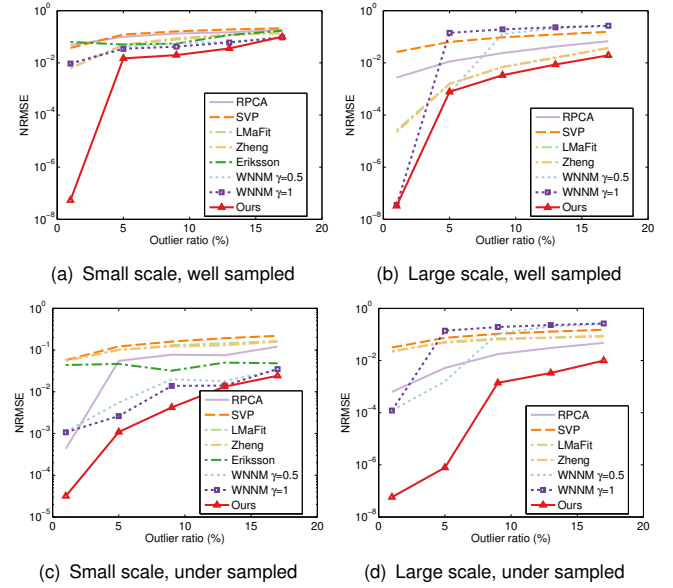 10^0
10^-2
10^-4
10^-6
10^-8
NRMSE
0 5 10 15 20
Outlier ratio (%)
RPCA
SVP
LMaFit
Zheng
Eriksson
WNNM γ=0.5
WNNM γ=1
Ours
(a) Small scale, well sampled
10^0
10^-2
10^-4
10^-6
10^-8
NRMSE
0 5 10 15 20
Outlier ratio (%)
RPCA
SVP
LMaFit
Zheng
WNNM γ=0.5
WNNM γ=1
Ours
(b) Large scale, well sampled
10^0
10^-1
10^-2
10^-3
10^-4
10^-5
NRMSE
0 5 10 15 20
Outlier ratio (%)
RPCA
SVP
LMaFit
Zheng
Eriksson
WNNM γ=0.5
WNNM γ=1
Ours
(c) Small scale, under sampled
10^0
10^-2
10^-4
10^-6
10^-8
NRMSE
0 5 10 15 20
Outlier ratio (%)
RPCA
SVP
LMaFit
Zheng
WNNM γ=0.5
WNNM γ=1
Ours
(d) Large scale, under sampled